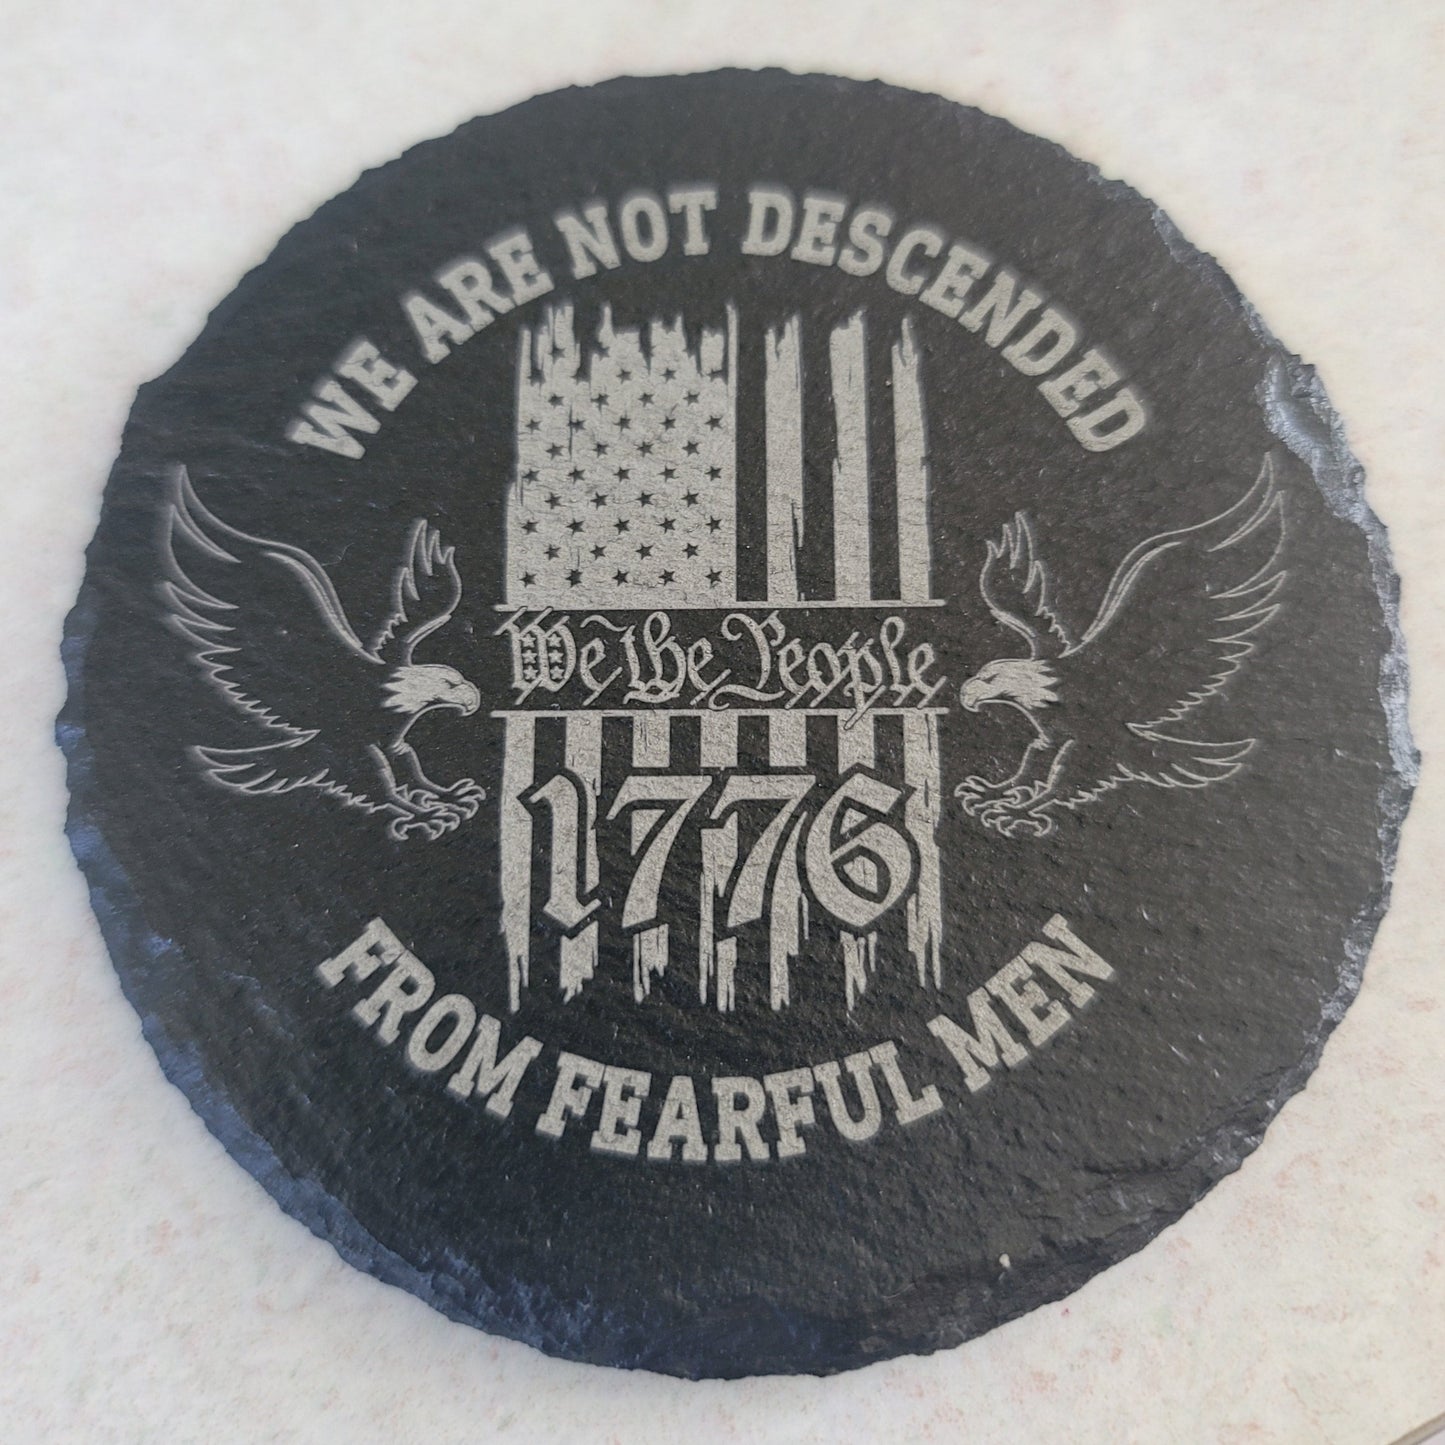 WE ARE NOT DESCENDED
We the People
1776
FROM FEARFUL MEN